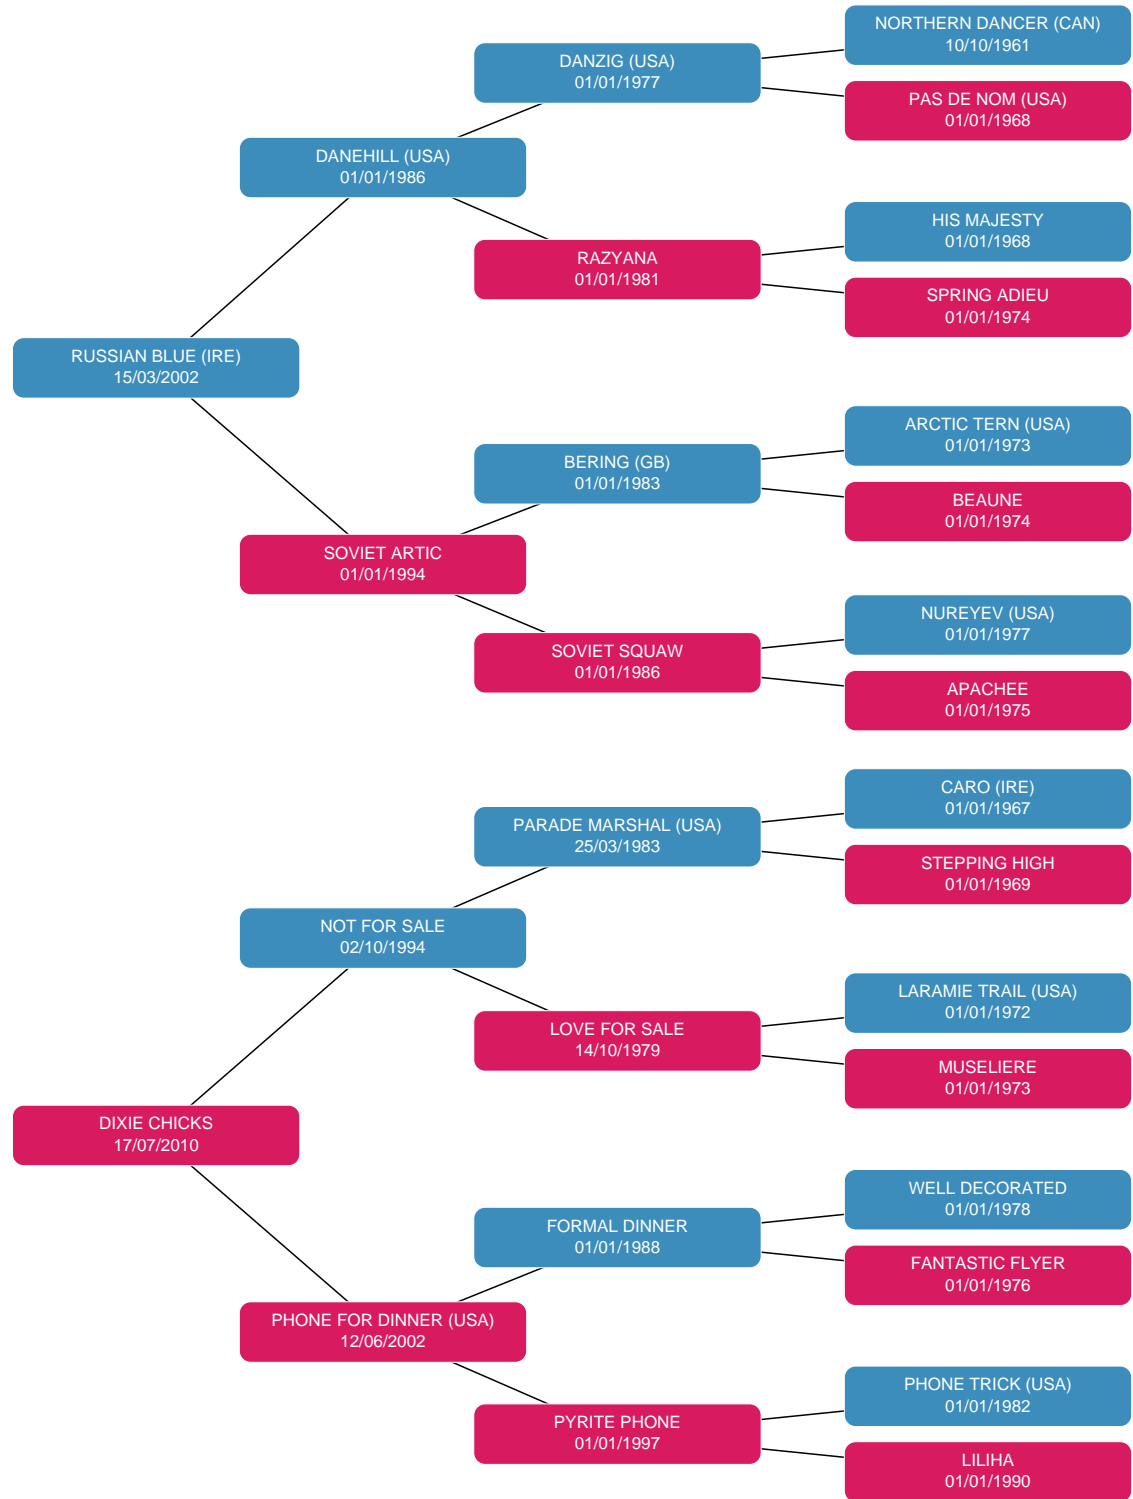 NORTHERN DANCER (CAN)
10/10/1961
DANZIG (USA)
01/01/1977
PAS DE NOM (USA)
01/01/1968
DANEHILL (USA)
01/01/1986
HIS MAJESTY
01/01/1968
RAZYANA
01/01/1981
SPRING ADIEU
01/01/1974
RUSSIAN BLUE (IRE)
15/03/2002
ARCTIC TERN (USA)
01/01/1973
BERING (GB)
01/01/1983
BEAUNE
01/01/1974
SOVIET ARTIC
01/01/1994
NUREYEV (USA)
01/01/1977
SOVIET SQUAW
01/01/1986
APACHEE
01/01/1975
CARO (IRE)
01/01/1967
PARADE MARSHAL (USA)
25/03/1983
STEPPING HIGH
01/01/1969
NOT FOR SALE
02/10/1994
LARAMIE TRAIL (USA)
01/01/1972
LOVE FOR SALE
14/10/1979
MUSELIERE
01/01/1973
DIXIE CHICKS
17/07/2010
WELL DECORATED
01/01/1978
FORMAL DINNER
01/01/1988
FANTASTIC FLYER
01/01/1976
PHONE FOR DINNER (USA)
12/06/2002
PHONE TRICK (USA)
01/01/1982
PYRITE PHONE
01/01/1997
LILIHA
01/01/1990